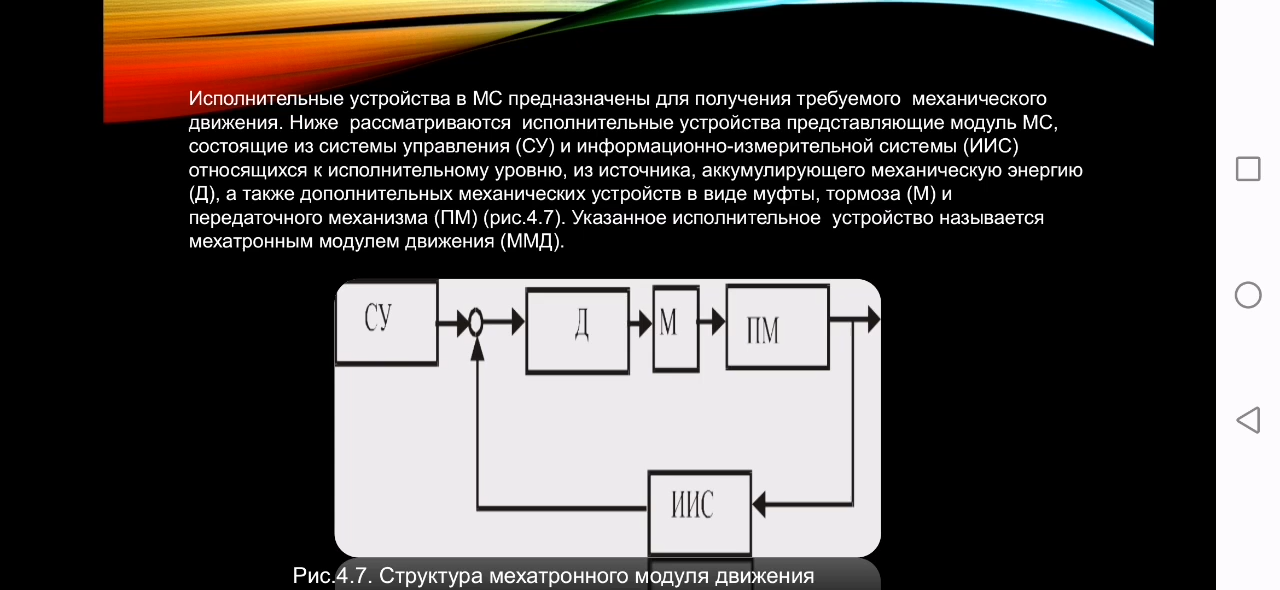 Исполнительные устройства в МС предназначены для получения требуемого механического
движения. Ниже рассматриваются исполнительные устройства представляющие модуль МС,
состоящие из системы управления (СУ) и информационно-измерительной системы (ИИС)
относящихся к исполнительному уровню, из источника, аккумулирующего механическую энергию
(Д), а также дополнительных механических устройств в виде муфты, тормоза (М) и
передаточного механизма (ПМ) (рис.4.7). Указанное исполнительное устройство называется
мехатронным модулем движения (ММД).
СУ
Д
М
ПМ
ИИС
Рис.4.7. Структура мехатронного модуля движения